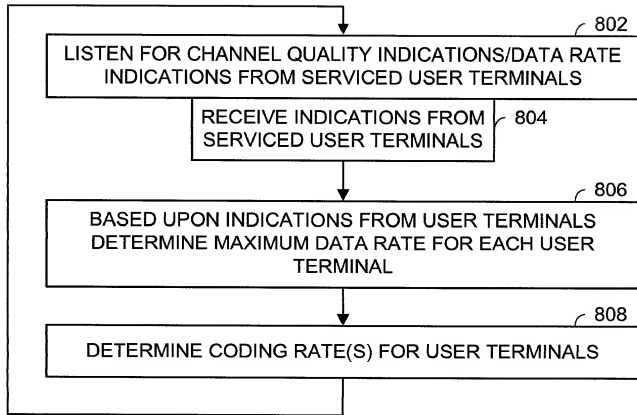 802
LISTEN FOR CHANNEL QUALITY INDICATIONS/DATA RATE
INDICATIONS FROM SERVICED USER TERMINALS
RECEIVE INDICATIONS FROM
SERVICED USER TERMINALS
804
806
BASED UPON INDICATIONS FROM USER TERMINALS
DETERMINE MAXIMUM DATA RATE FOR EACH USER
TERMINAL
808
DETERMINE CODING RATE(S) FOR USER TERMINALS